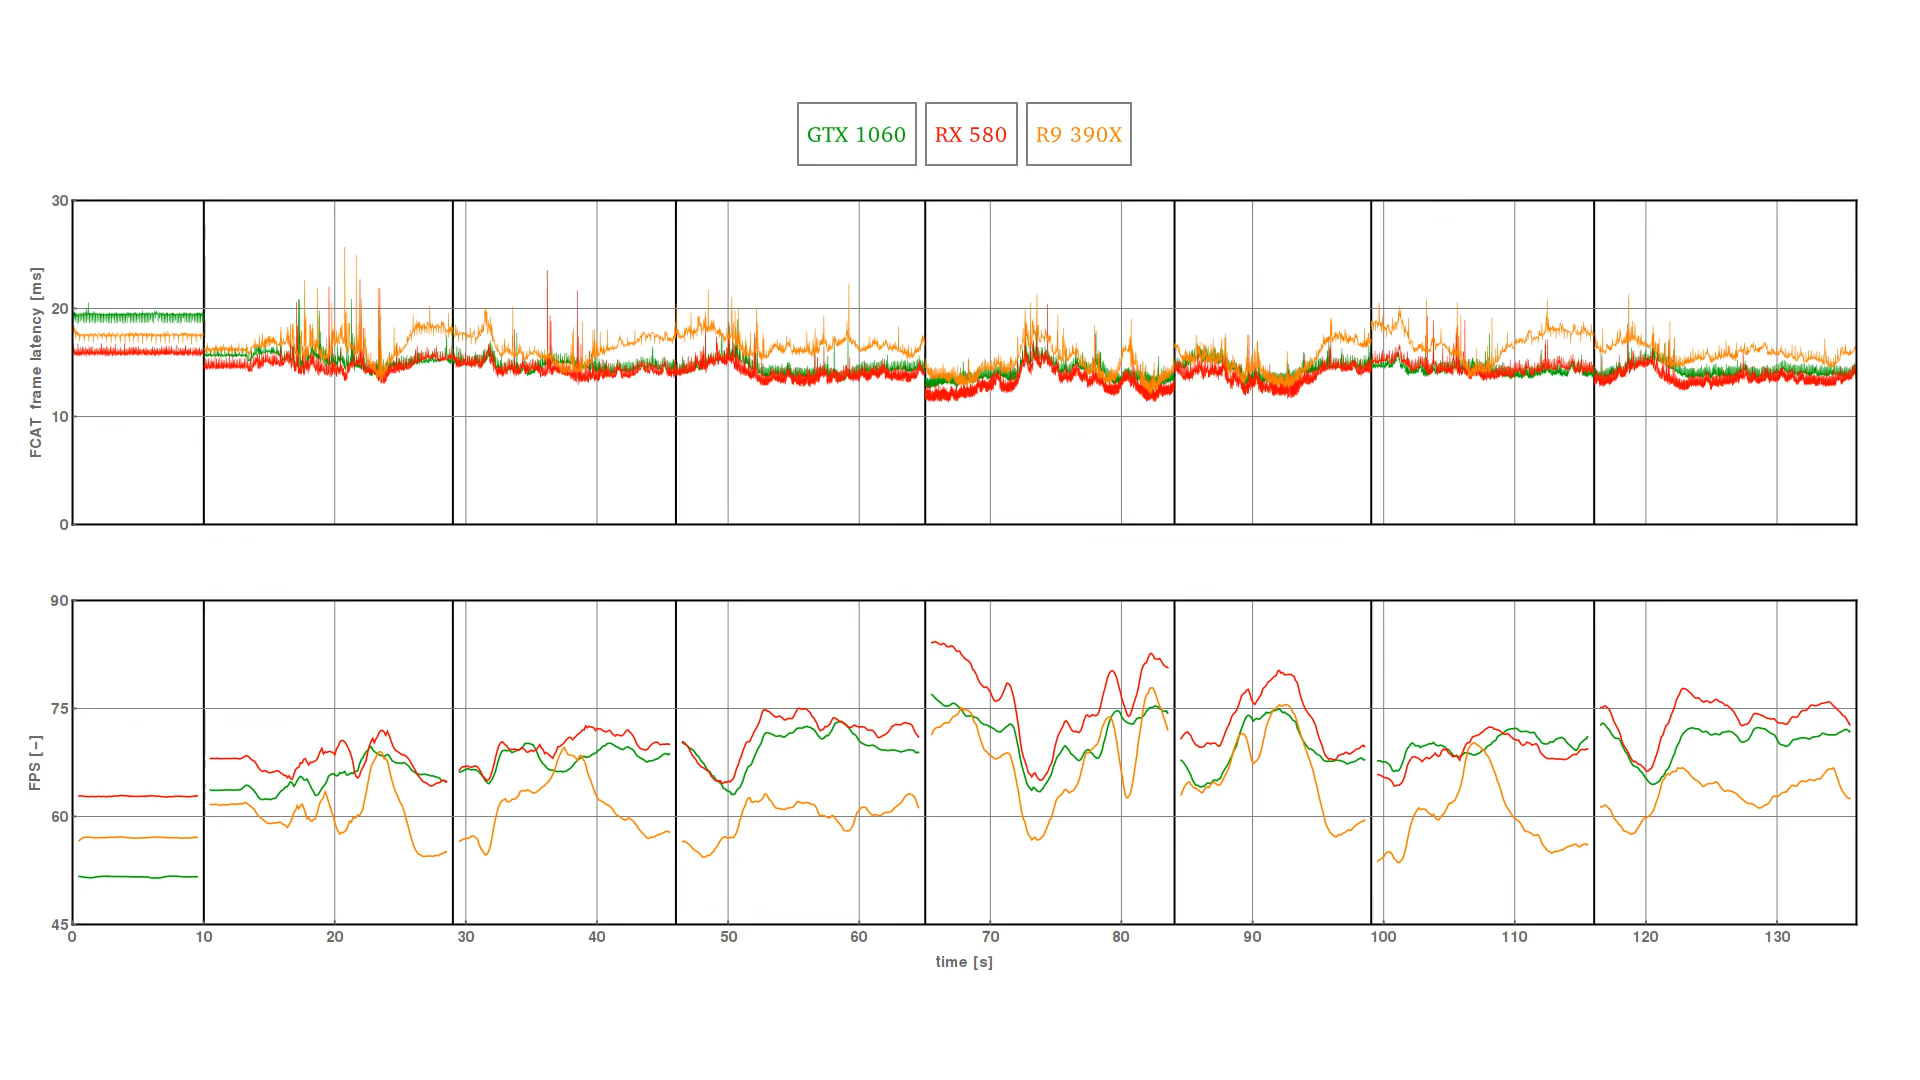 GTX 1060 RX 580 R9 390X
30
20
10
0
FCAT frame latency [ms]
90
75
60
45
FPS [–]
0 10 20 30 40 50 60 70 80 90 100 110 120 130
time [s]